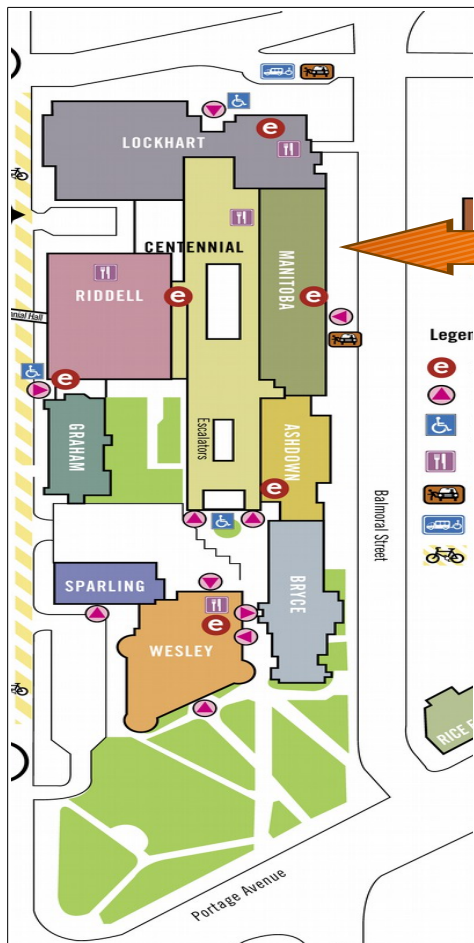 LOCKHART
CENTENNIAL
MANITOBA
RIDDELL
Legen
Escalators
ASHDOWN
GRAHAM
Balmoral Street
BRYCE
SPARLING
WESLEY
RICE
Portage Avenue
e
e
e
e
e
e
e